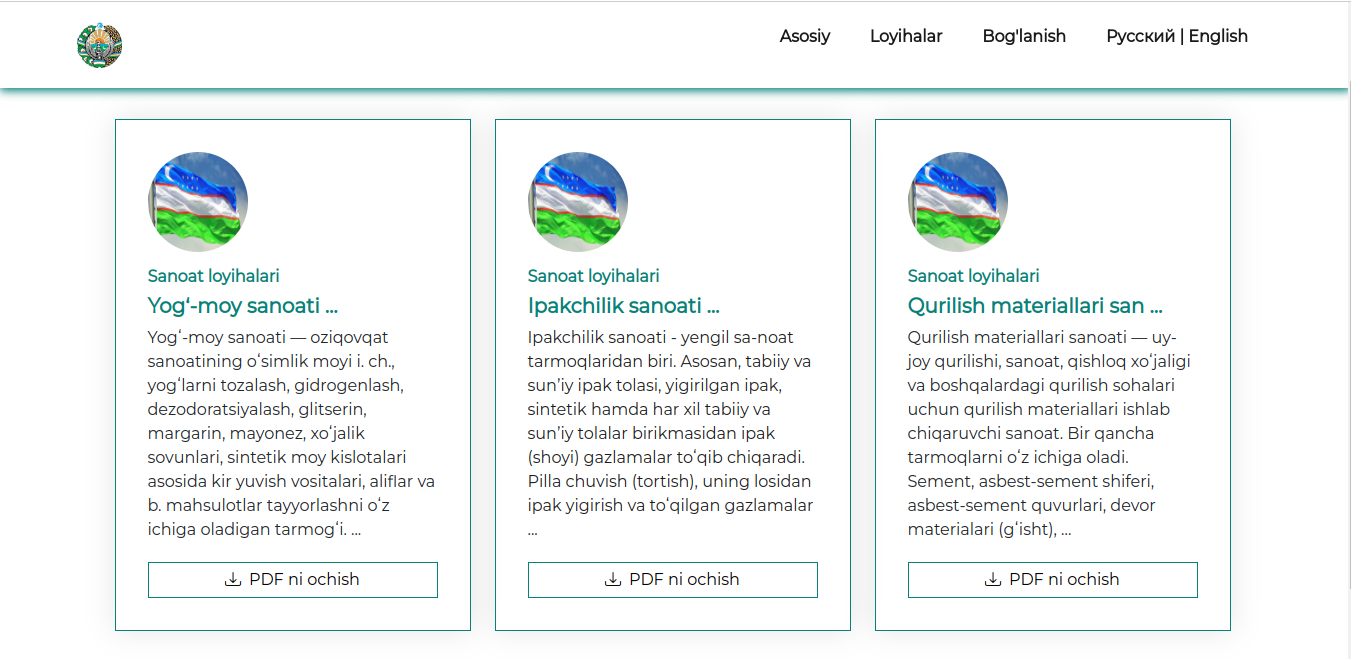 Asosiy Loyihalar Bog'lanish Русский | English
Sanoat loyihalari
Yogʻ-moy sanoati ...
Yogʻ-moy sanoati — oziqovqat
sanoatining oʻsimlik moyi i. ch.,
yogʻlarni tozalash, gidrogenlash,
dezodoratsiyalash, glitserin,
margarin, mayonez, xoʻjalik
sovunlari, sintetik moy kislotalari
asosida kir yuvish vositalari, aliflar va
b. mahsulotlar tayyorlashni oʻz
ichiga oladigan tarmogʻi. ...
PDF ni ochish
Sanoat loyihalari
Ipakchilik sanoati ...
Ipakchilik sanoati - yengil sa-noat
tarmoqlaridan biri. Asosan, tabiiy va
sunʼiy ipak tolasi, yigirilgan ipak,
sintetik hamda har xil tabiiy va
sunʼiy tolalar birikmasidan ipak
(shoyi) gazlamalar toʻqib chiqaradi.
Pilla chuvish (tortish), uning losidan
ipak yigirish va toʻqilgan gazlamalar
...
PDF ni ochish
Sanoat loyihalari
Qurilish materiallari san ...
Qurilish materiallari sanoati — uy-
joy qurilishi, sanoat, qishloq xoʻjaligi
va boshqalardagi qurilish sohalari
uchun qurilish materiallari ishlab
chiqaruvchi sanoat. Bir qancha
tarmoqlarni oʻz ichiga oladi.
Sement, asbest-sement shiferi,
asbest-sement quvurlari, devor
materialari (gʻisht), ...
PDF ni ochish